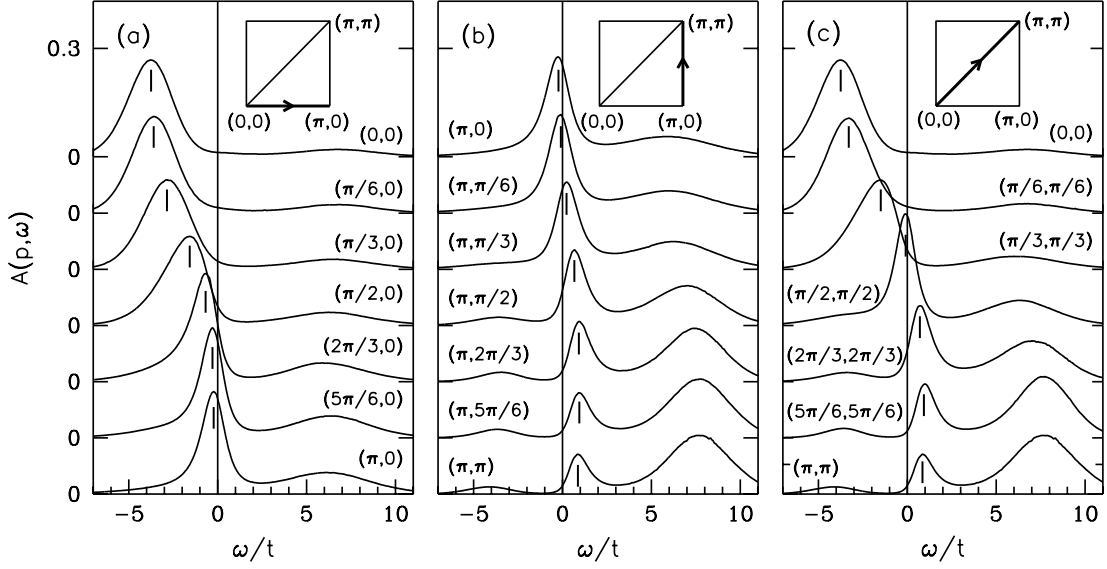 (a)
(π,π)
(0,0)
(π,0)
0.3
0
0
0
0
0
0
0
(0,0)
(π/6,0)
(π/3,0)
(π/2,0)
(2π/3,0)
(5π/6,0)
(π,0)
A(p,ω)
-5
0
5
10
ω/t
(b)
(π,π)
(0,0)
(π,0)
(π,0)
(π,π/6)
(π,π/3)
(π,π/2)
(π,2π/3)
(π,5π/6)
(π,π)
-5
0
5
10
ω/t
(c)
(π,π)
(0,0)
(π,0)
(0,0)
(π/6,π/6)
(π/3,π/3)
(π/2,π/2)
(2π/3,2π/3)
(5π/6,5π/6)
(π,π)
-5
0
5
10
ω/t